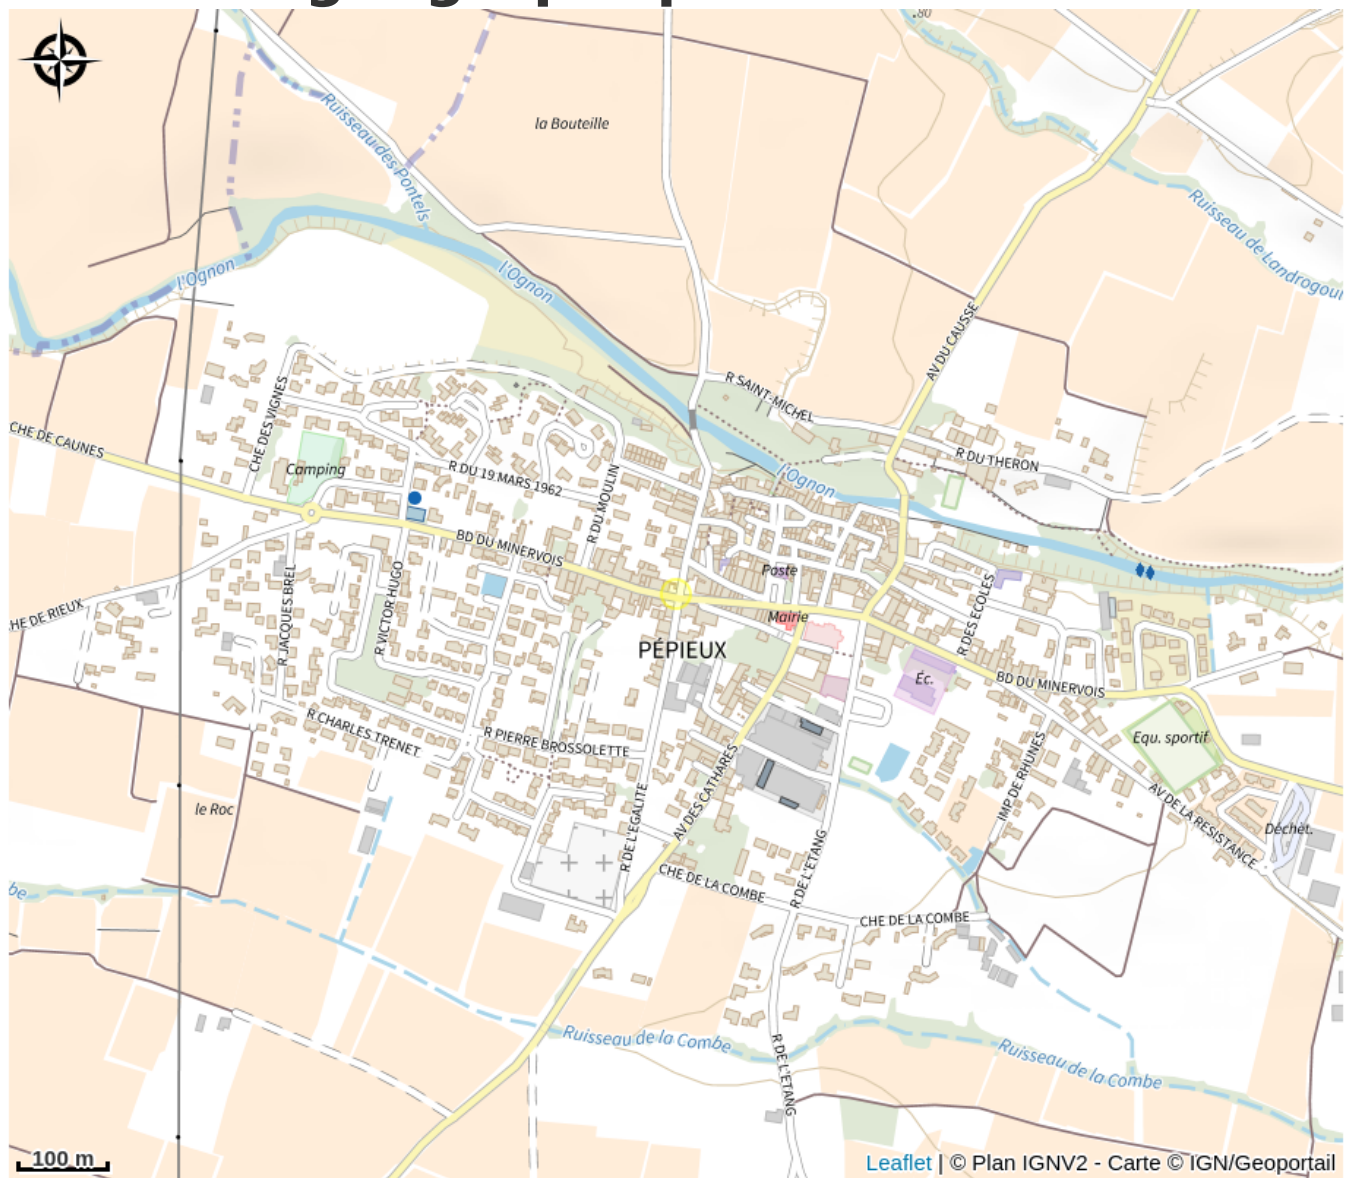 80
la Bouteille
Ruisseau des Pontels
Ruisseau de Landrogou
l'Ognon
l'Ognon
AV DU CAUSSE
R SAINT-MICHEL
CHE DES VIGNES
CHE DE CAUNES
Camping
R DU 19 MARS 1962
R DU MOULIN
l'Ognon
R DU THERON
BD DU MINERVOIS
Poste
Mairie
R DES ECOLES
HE DE RIEUX
R JACQUES BREL
R VICTOR HUGO
PÉPIEUX
Éc.
BD DU MINERVOIS
R CHARLES TRENET
R PIERRE BROSSOLETTE
Equ. sportif
le Roc
R DE L'EGALITE
AV DES CATHARES
IMP DE RHUNES
AV DE LA RESISTANCE
Déchèt.
R DE L'ETANG
CHE DE LA COMBE
CHE DE LA COMBE
be
Ruisseau de la Combe
Ruisseau de la Combe
R DE L'ETANG
100 m
Leaflet | © Plan IGNV2 - Carte © IGN/Geoportail